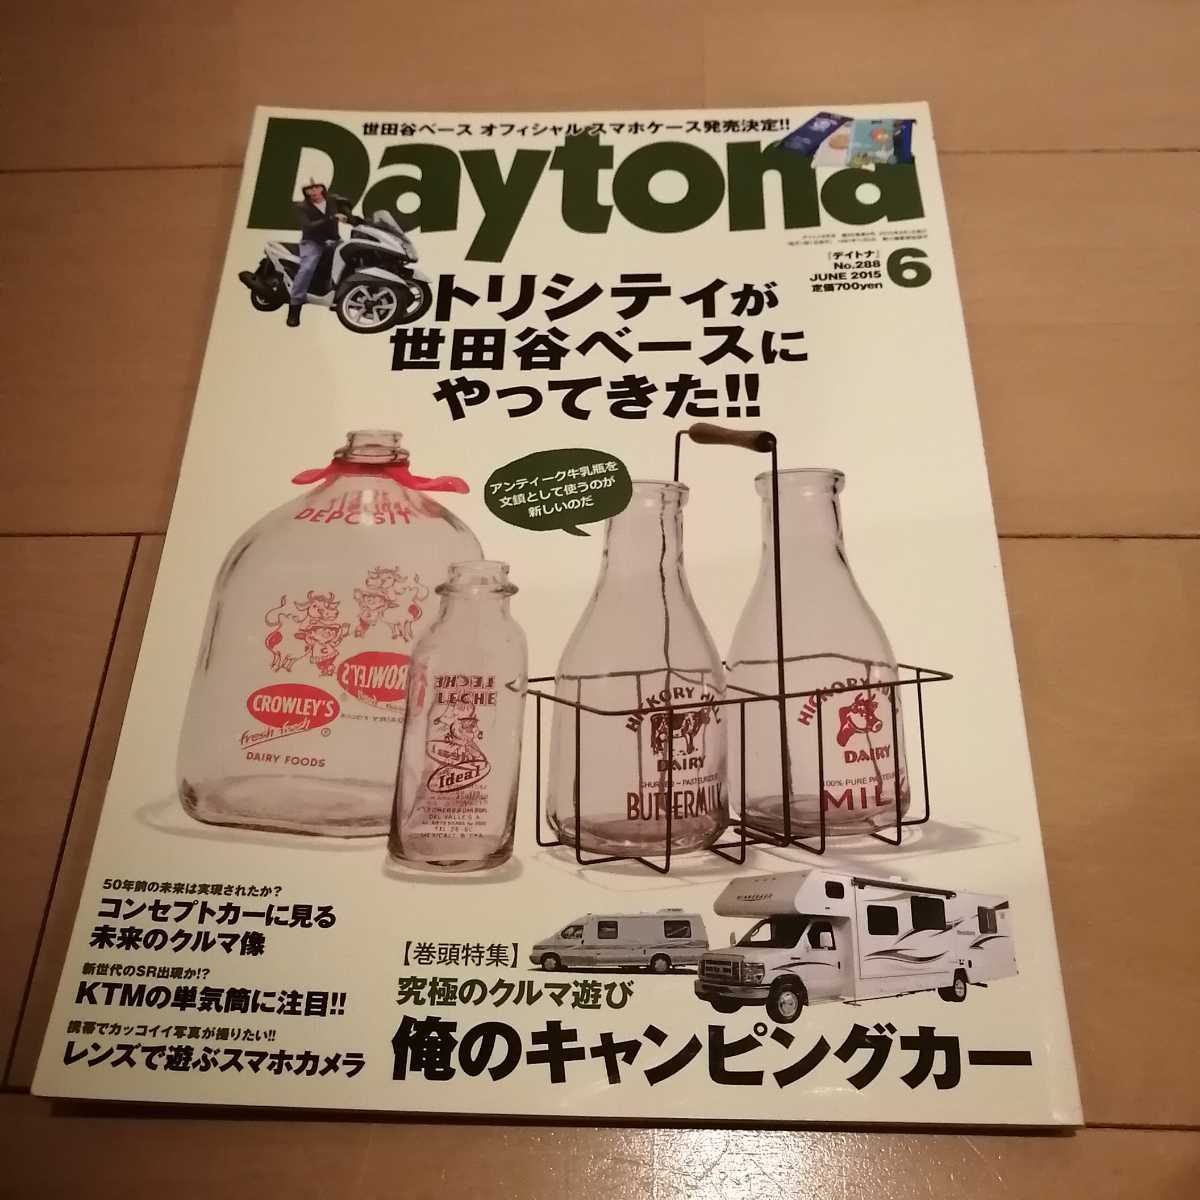 世田谷ベース オフィシャル スマホケース発売決定!!
Daytona
『デイトナ』
No.288
JUNE 2015
定価700yen
6
トリシティが
世田谷ベースに
やってきた!!
アンティーク牛乳瓶を
文鎮として使うのが
新しいのだ
DEPOSIT
CROWLEY'S
fresh fresh
DAIRY FOODS
LECHE
Ideal
HICKORY
DAIRY
BUTTERMILK
HICKORY
DAIRY
100% PURE
MILK
50年前の未来は実現されたか?
コンセプトカーに見る
未来のクルマ像
新世代のSR出現か!?
KTMの単気筒に注目!!
携帯でカッコイイ写真が撮りたい!!
レンズで遊ぶスマホカメラ
【巻頭特集】
究極のクルマ遊び
俺のキャンピングカー
WINNEBAGO